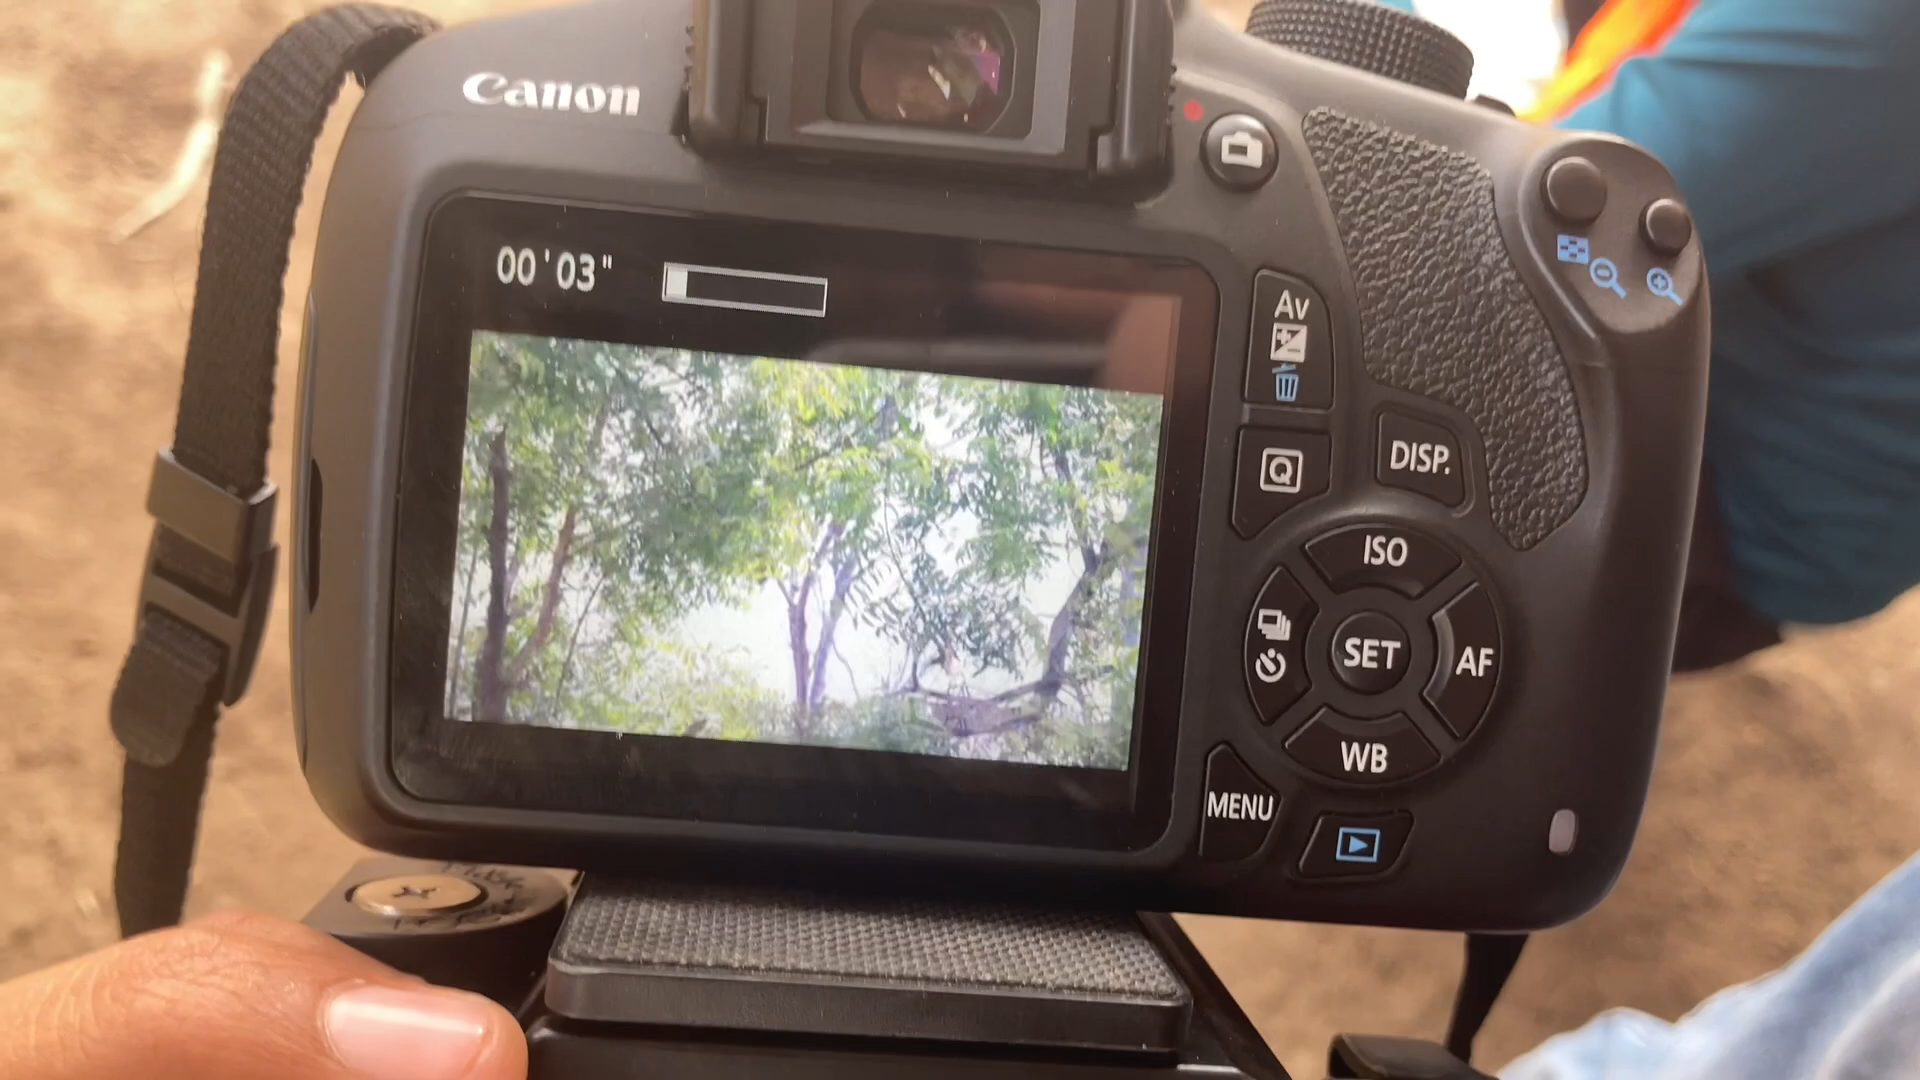 Canon
00'03"
Av
Q
DISP.
ISO
SET
AF
WB
MENU